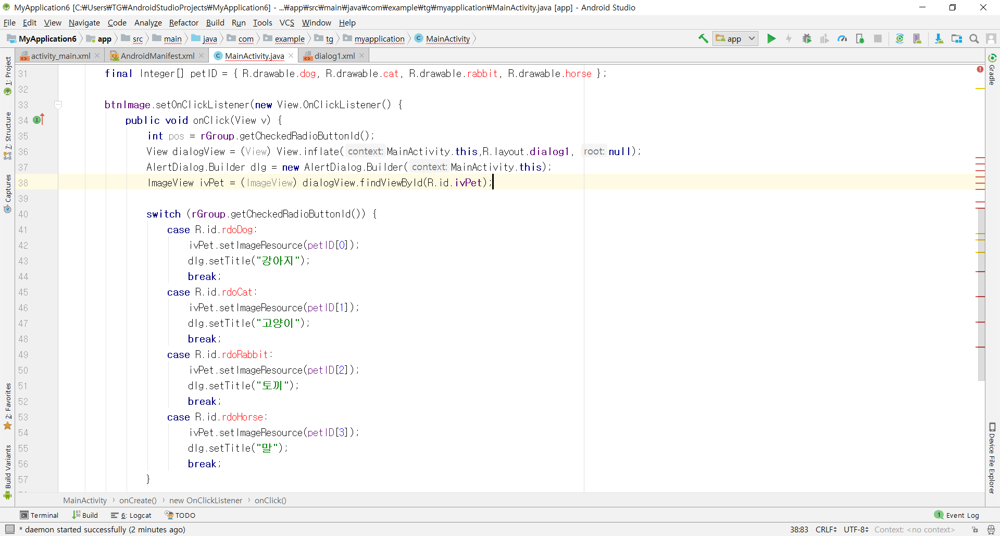 MyApplication6 [C:₩Users₩TG₩AndroidStudioProjects₩MyApplication6] - ...₩app₩src₩main₩java₩com₩example₩tg₩myapplication₩MainActivity.java [app] - Android Studio
File Edit View Navigate Code Analyze Refactor Build Run Tools VCS Window Help
MyApplication6 app src main java com example tg myapplication MainActivity app
activity_main.xml AndroidManifest.xml MainActivity.java dialog1.xml
1: Project
7: Structure
Captures
2: Favorites
Build Variants
31 final Integer[] petID = { R.drawable.dog, R.drawable.cat, R.drawable.rabbit, R.drawable.horse };
32
33 btnImage.setOnClickListener(new View.OnClickListener() {
34 public void onClick(View v) {
35 int pos = rGroup.getCheckedRadioButtonId();
36 View dialogView = (View) View.inflate( context: MainActivity.this,R.layout.dialog1, root: null);
37 AlertDialog.Builder dlg = new AlertDialog.Builder( context: MainActivity.this);
38 ImageView ivPet = (ImageView) dialogView.findViewById(R.id.ivPet);
39
40 switch (rGroup.getCheckedRadioButtonId()) {
41 case R.id.rdoDog:
42 ivPet.setImageResource(petID[0]);
43 dlg.setTitle("강아지");
44 break;
45 case R.id.rdoCat:
46 ivPet.setImageResource(petID[1]);
47 dlg.setTitle("고양이");
48 break;
49 case R.id.rdoRabbit:
50 ivPet.setImageResource(petID[2]);
51 dlg.setTitle("토끼");
52 break;
53 case R.id.rdoHorse:
54 ivPet.setImageResource(petID[3]);
55 dlg.setTitle("말");
56 break;
57 }
Gradle
Device File Explorer
MainActivity › onCreate() › new OnClickListener › onClick()
Terminal Build 6: Logcat TODO 1 Event Log
* daemon started successfully (2 minutes ago) 38:83 CRLF UTF-8 Context: <no context>